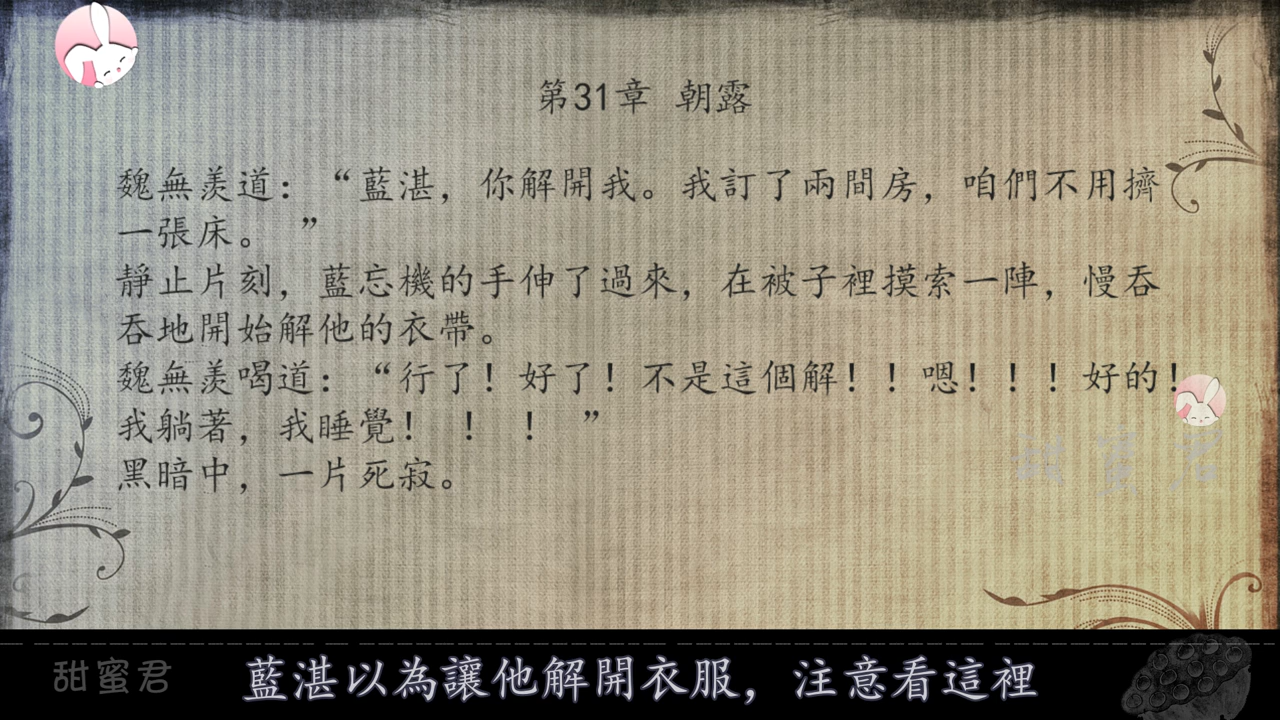 第31章 朝露
魏無羨道：“藍湛，你解開我。我訂了兩間房，咱們不用擠
一張床。 ”
靜止片刻，藍忘機的手伸了過來，在被子裡摸索一陣，慢吞
吞地開始解他的衣帶。
魏無羨喝道：“行了！好了！不是這個解！！嗯！！！好的！
我躺著，我睡覺！ ！ ！ ”
黑暗中，一片死寂。
甜蜜君
甜蜜君
藍湛以為讓他解開衣服，注意看這裡